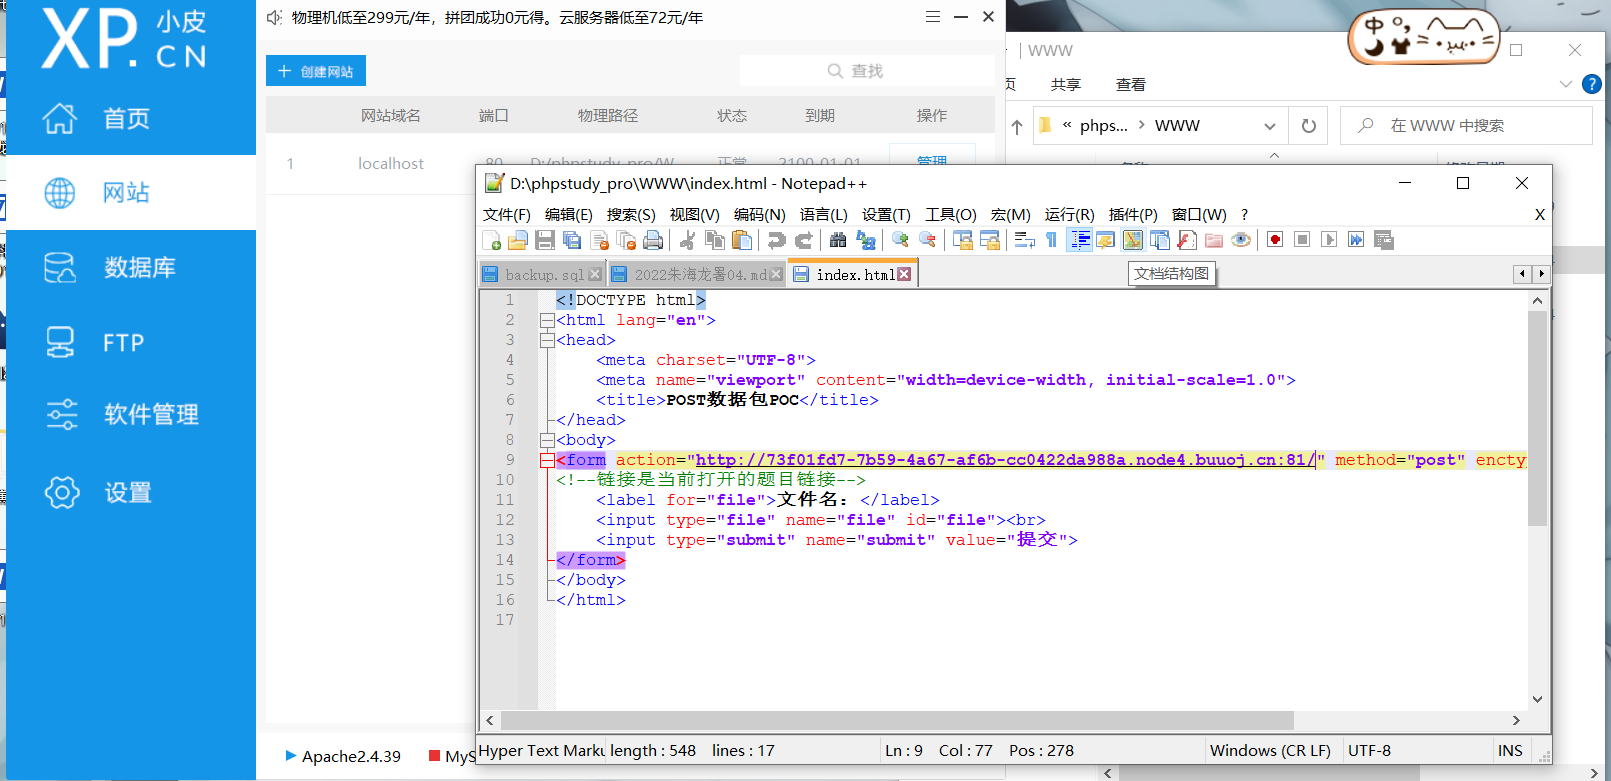 XP.小皮CN
首页
网站
数据库
FTP
软件管理
设置
物理机低至299元/年，拼团成功0元得。云服务器低至72元/年
创建网站
查找
网站域名 端口 物理路径 状态 到期 操作
1 localhost 80 D:/phpstudy_pro/W 正常 2100-01-01 管理
Apache2.4.39
MyS
WWW
共享 查看
« phps... > WWW
在 WWW 中搜索
D:\phpstudy_pro\WWW\index.html - Notepad++
文件(F) 编辑(E) 搜索(S) 视图(V) 编码(N) 语言(L) 设置(T) 工具(O) 宏(M) 运行(R) 插件(P) 窗口(W) ? X
backup.sql 2022朱海龙署04.md index.html
文档结构图
1 <!DOCTYPE html>
2 <html lang="en">
3 <head>
4 <meta charset="UTF-8">
5 <meta name="viewport" content="width=device-width, initial-scale=1.0">
6 <title>POST数据包POC</title>
7 </head>
8 <body>
9 <form action="http://73f01fd7-7b59-4a67-af6b-cc0422da988a.node4.buuoj.cn:81/" method="post" encty
10 <!--链接是当前打开的题目链接-->
11 <label for="file">文件名：</label>
12 <input type="file" name="file" id="file"><br>
13 <input type="submit" name="submit" value="提交">
14 </form>
15 </body>
16 </html>
17
Hyper Text Marku length : 548 lines : 17 Ln : 9 Col : 77 Pos : 278 Windows (CR LF) UTF-8 INS
中